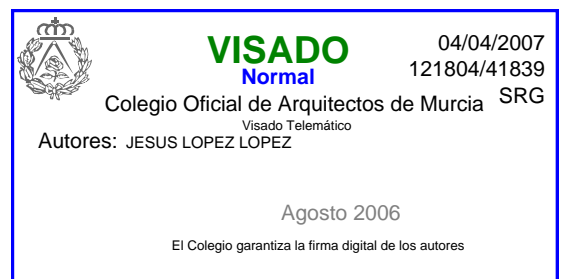 VISADO
Normal
04/04/2007
121804/41839
SRG
Colegio Oficial de Arquitectos de Murcia
Visado Telemático
Autores: JESUS LOPEZ LOPEZ
Agosto 2006
El Colegio garantiza la firma digital de los autores